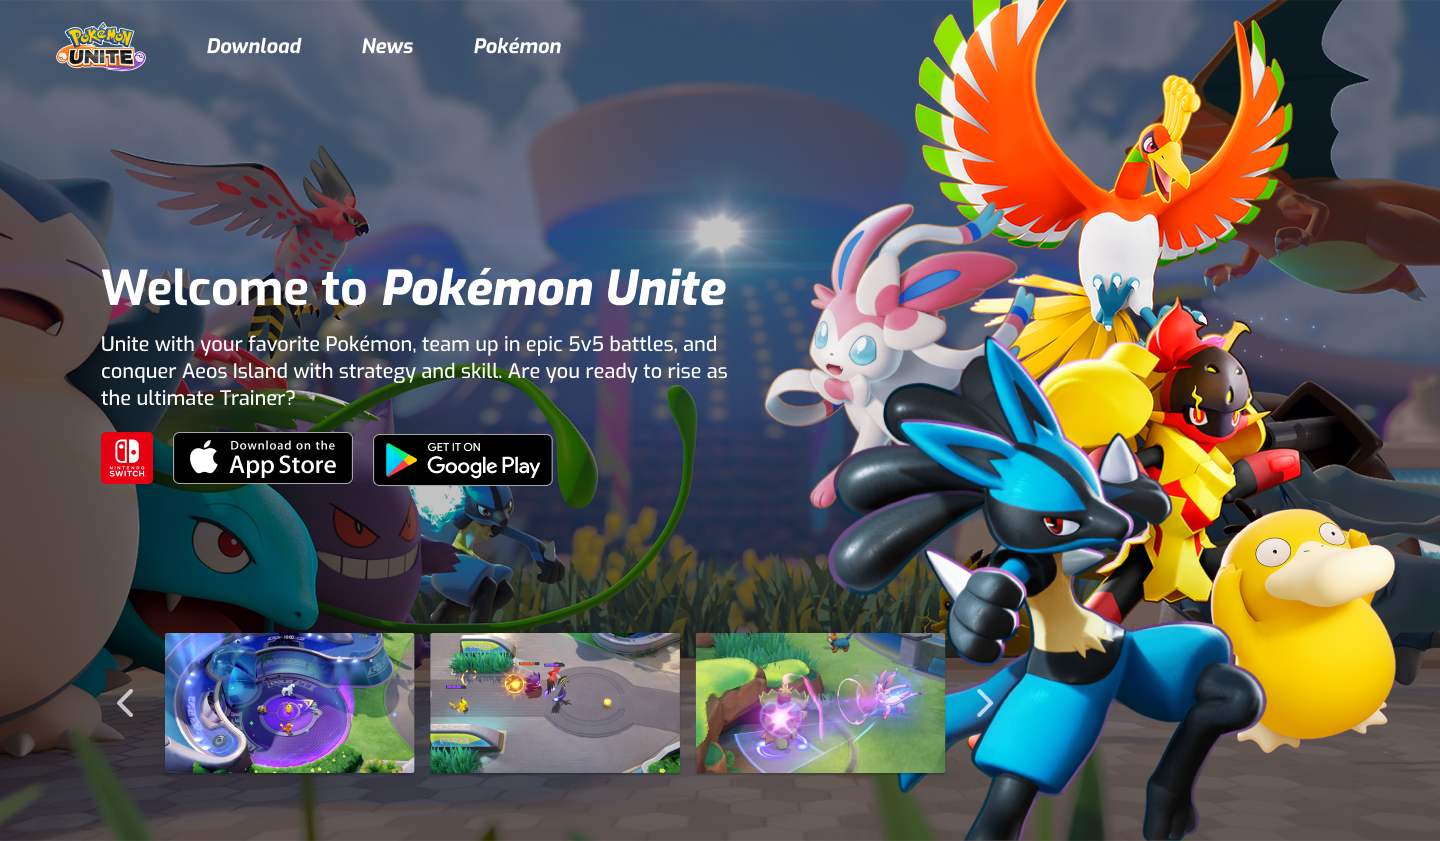 Pokémon
UNITE
Download
News
Pokémon
Welcome to Pokémon Unite
Unite with your favorite Pokémon, team up in epic 5v5 battles, and
conquer Aeos Island with strategy and skill. Are you ready to rise as
the ultimate Trainer?
NINTENDO
SWITCH
Download on the
App Store
GET IT ON
Google Play